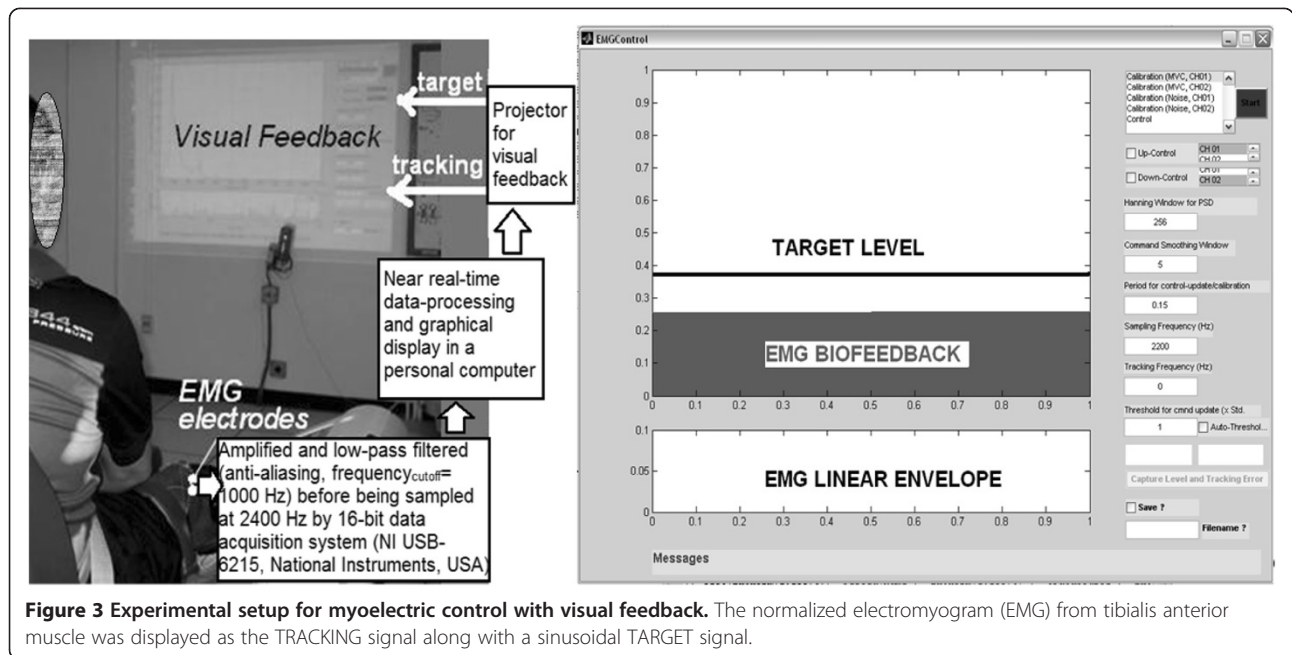 target
Visual Feedback
tracking
Projector
for
visual
feedback
Near real-time
data-processing
and graphical
display in a
personal computer
844
PRESSURE
EMG
electrodes
Amplified and low-pass filtered
(anti-aliasing, frequencycutoff=
1000 Hz) before being sampled
at 2400 Hz by 16-bit data
acquisition system (NI USB-
6215, National Instruments, USA)
EMGControl
1
0.9
0.8
0.7
0.6
0.5
0.4
0.3
0.2
0.1
0
TARGET LEVEL
EMG BIOFEEDBACK
0 0.1 0.2 0.3 0.4 0.5 0.6 0.7 0.8 0.9 1
0.1
0.05
0
EMG LINEAR ENVELOPE
0 0.1 0.2 0.3 0.4 0.5 0.6 0.7 0.8 0.9 1
Messages
Calibration (MVC, CH01)
Calibration (MVC, CH02)
Calibration (Noise, CH01)
Calibration (Noise, CH02)
Control
Start
Up-Control
CH 01
CH 02
Down-Control
CH 01
CH 02
Hanning Window for PSD
256
Command Smoothing Window
5
Period for control-update/calibration
0.15
Sampling Frequency (Hz)
2200
Tracking Frequency (Hz)
0
Threshold for cmnd update (x Std.
1
Auto-Threshol...
Capture Level and Tracking Error
Save ?
Filename ?
Figure 3 Experimental setup for myoelectric control with visual feedback. The normalized electromyogram (EMG) from tibialis anterior
muscle was displayed as the TRACKING signal along with a sinusoidal TARGET signal.